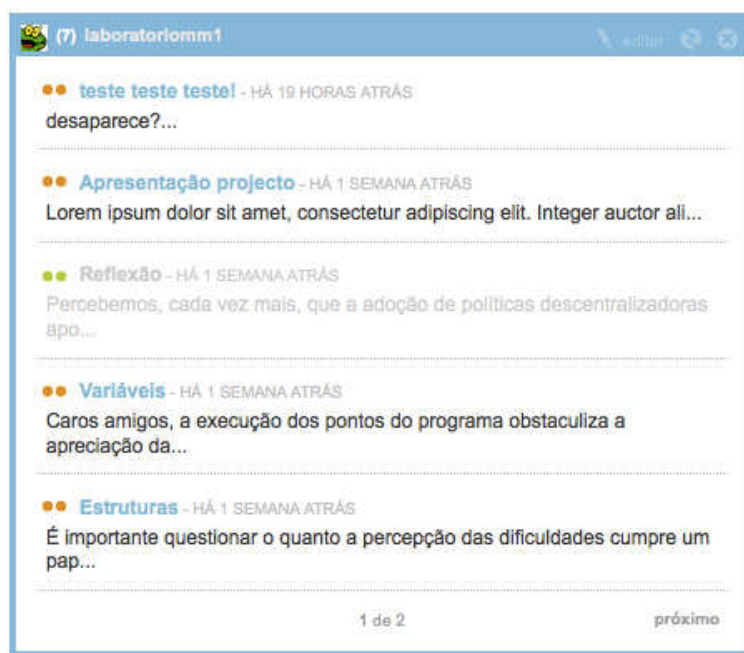 (7) laboratoriomm1
editar
teste teste teste! - HÁ 19 HORAS ATRÁS
desaparece?...
Apresentação projecto - HÁ 1 SEMANA ATRÁS
Lorem ipsum dolor sit amet, consectetur adipiscing elit. Integer auctor ali...
Reflexão - HÁ 1 SEMANA ATRÁS
Percebemos, cada vez mais, que a adoção de políticas descentralizadoras
apo...
Variáveis - HÁ 1 SEMANA ATRÁS
Caros amigos, a execução dos pontos do programa obstaculiza a
apreciação da...
Estruturas - HÁ 1 SEMANA ATRÁS
É importante questionar o quanto a percepção das dificuldades cumpre um
pap...
1 de 2
próximo